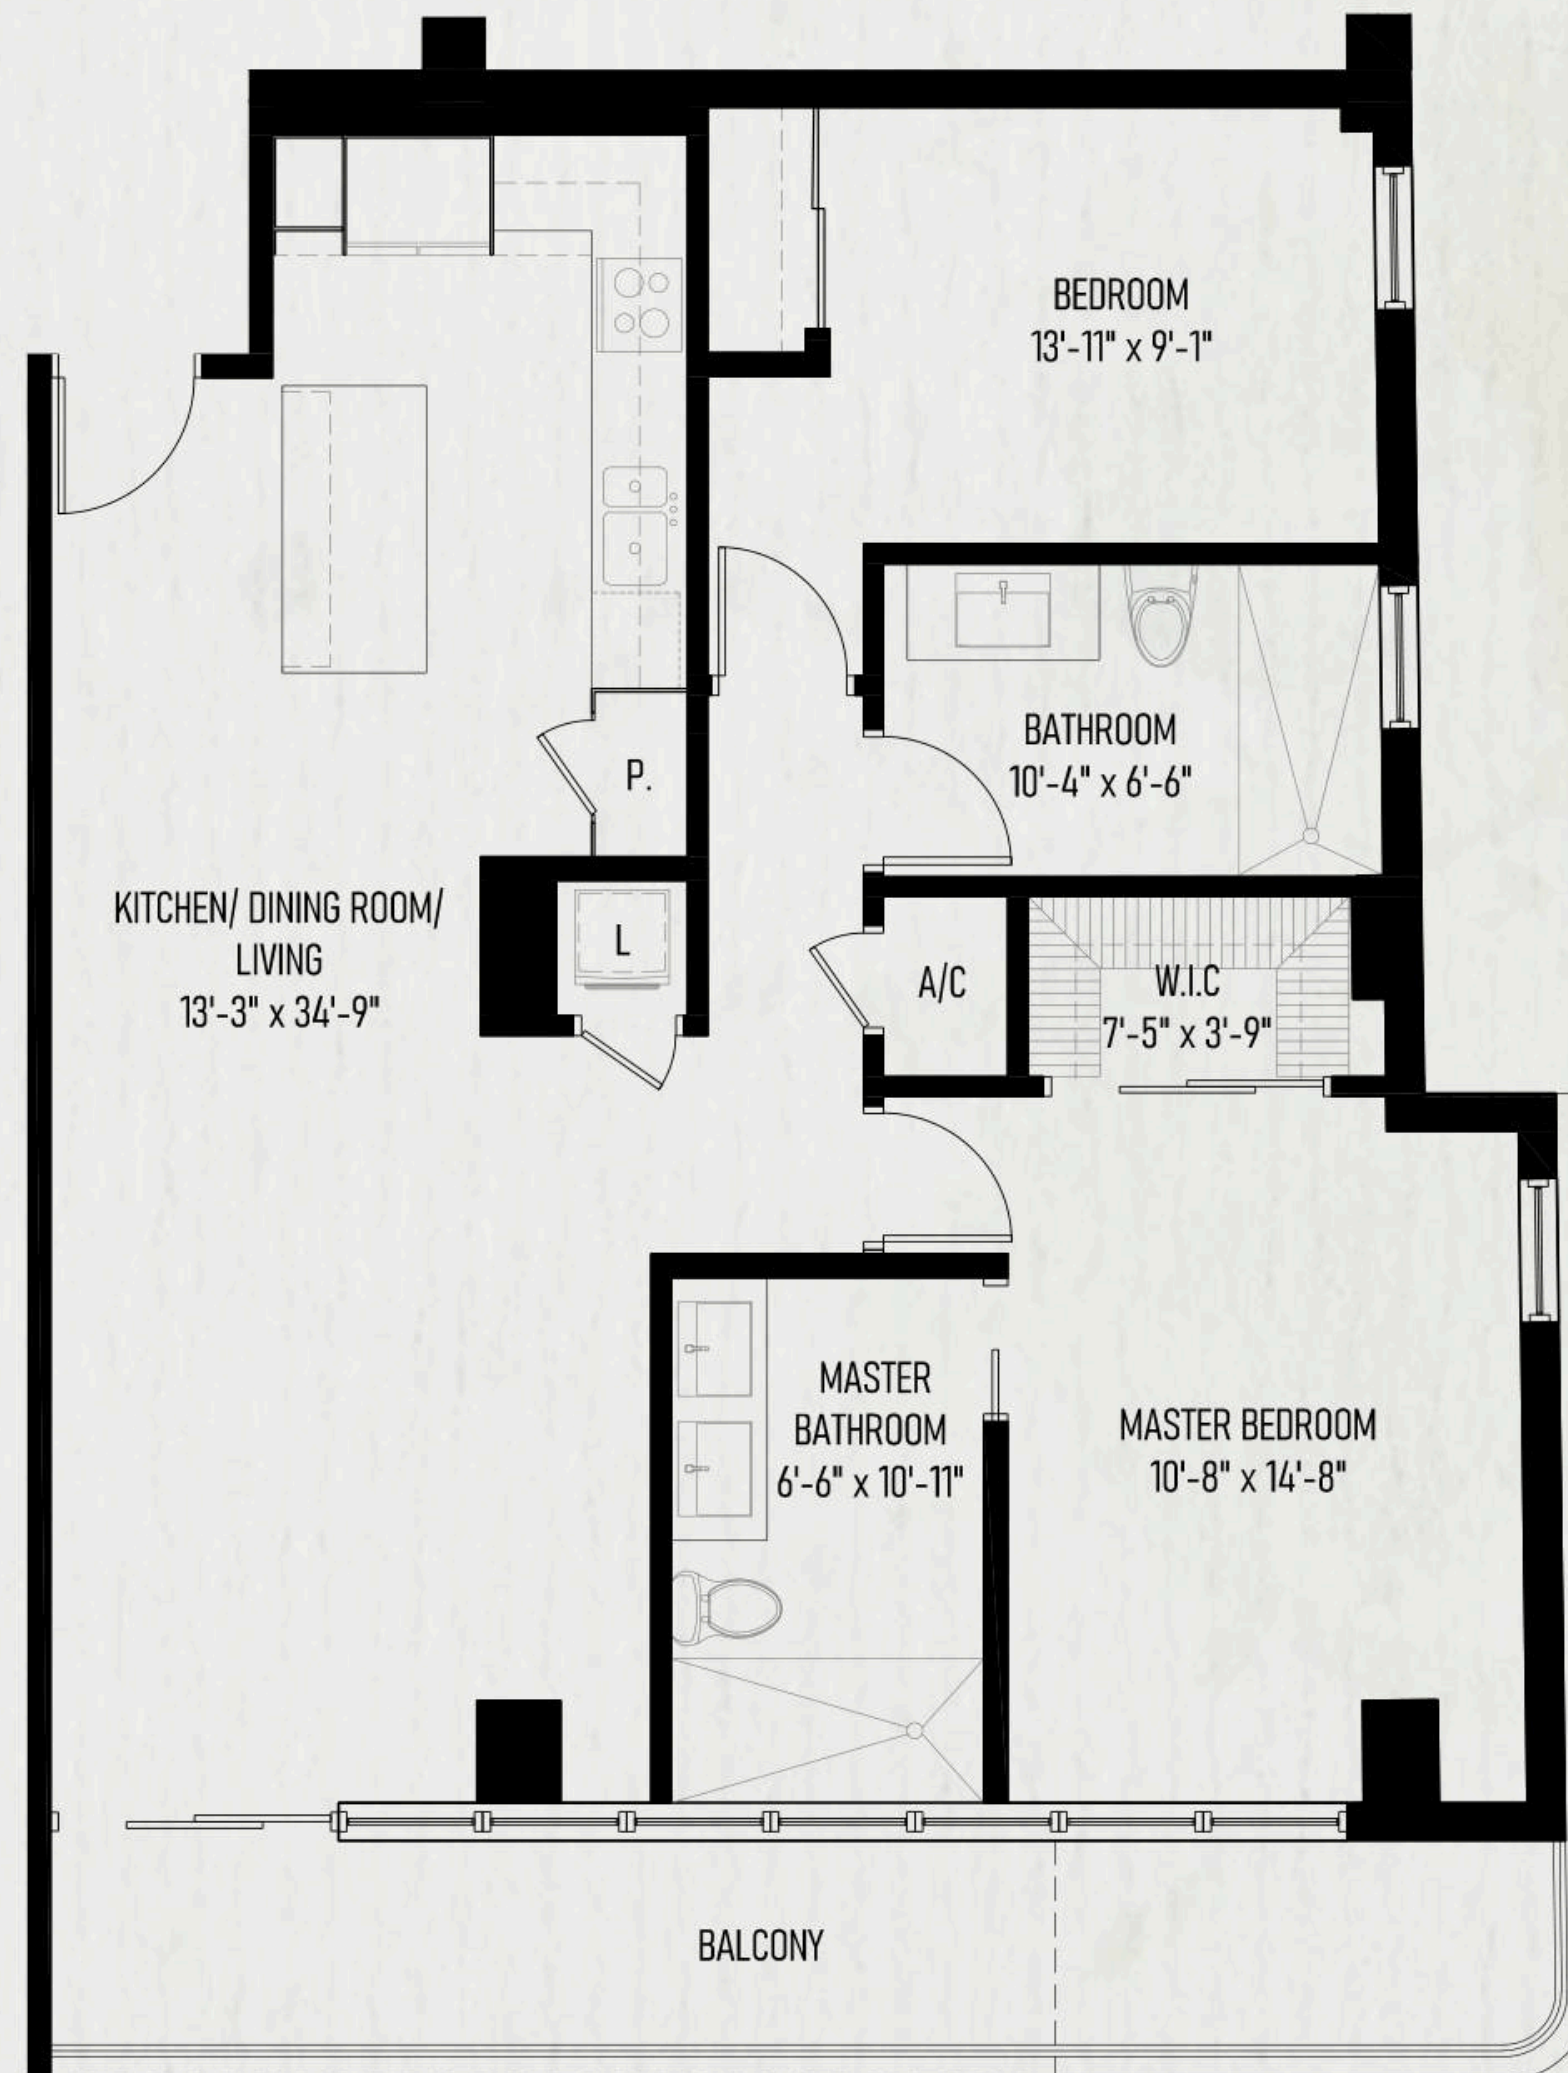 BEDROOM
13'-11" x 9'-1"
BATHROOM
10'-4" x 6'-6"
P.
KITCHEN/ DINING ROOM/
LIVING
13'-3" x 34'-9"
L
A/C
W.I.C
7'-5" x 3'-9"
MASTER
BATHROOM
6'-6" x 10'-11"
MASTER BEDROOM
10'-8" x 14'-8"
BALCONY